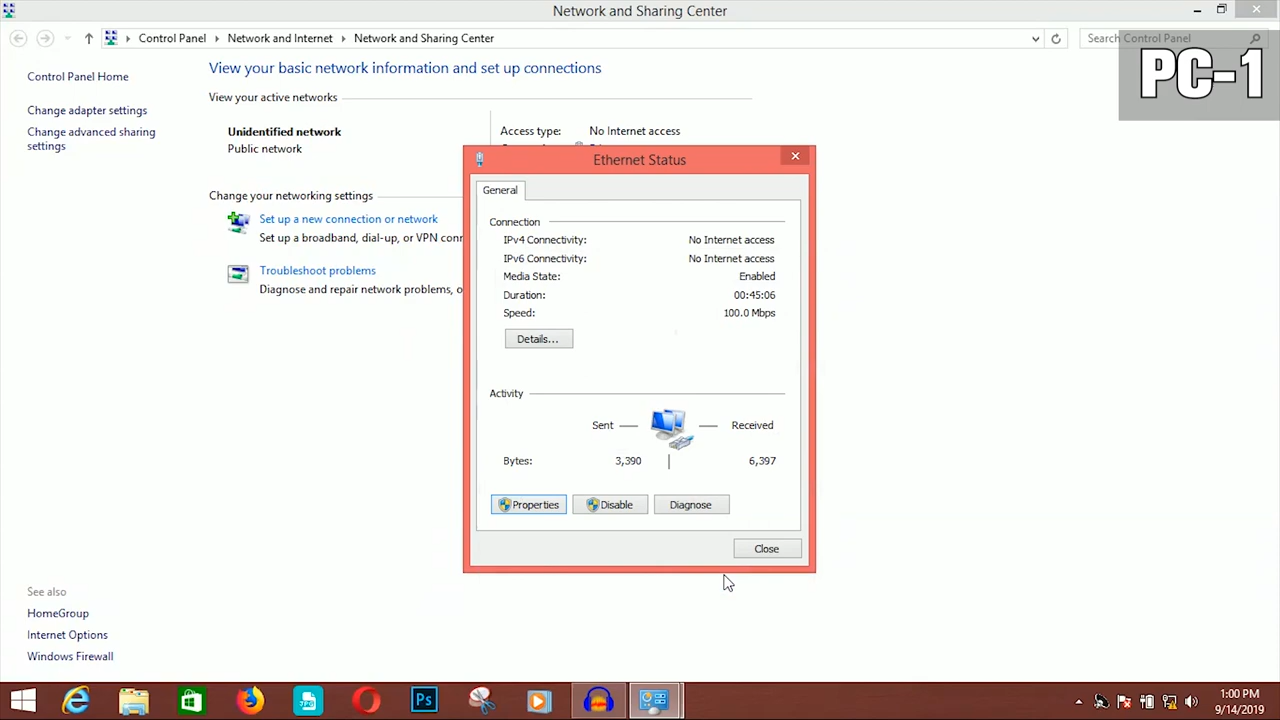 Network and Sharing Center
Control Panel Network and Internet Network and Sharing Center
Search Control Panel
PC-1
Control Panel Home
Change adapter settings
Change advanced sharing
settings
View your basic network information and set up connections
View your active networks
Unidentified network
Public network
Access type: No Internet access
Change your networking settings
Set up a new connection or network
Set up a broadband, dial-up, or VPN
Troubleshoot problems
Diagnose and repair network problems,
Ethernet Status
General
Connection
IPv4 Connectivity: No Internet access
IPv6 Connectivity: No Internet access
Media State: Enabled
Duration: 00:45:06
Speed: 100.0 Mbps
Details...
Activity
Sent Received
Bytes: 3,390 6,397
Properties Disable Diagnose
Close
See also
HomeGroup
Internet Options
Windows Firewall
Ps
1:00 PM
9/14/2019